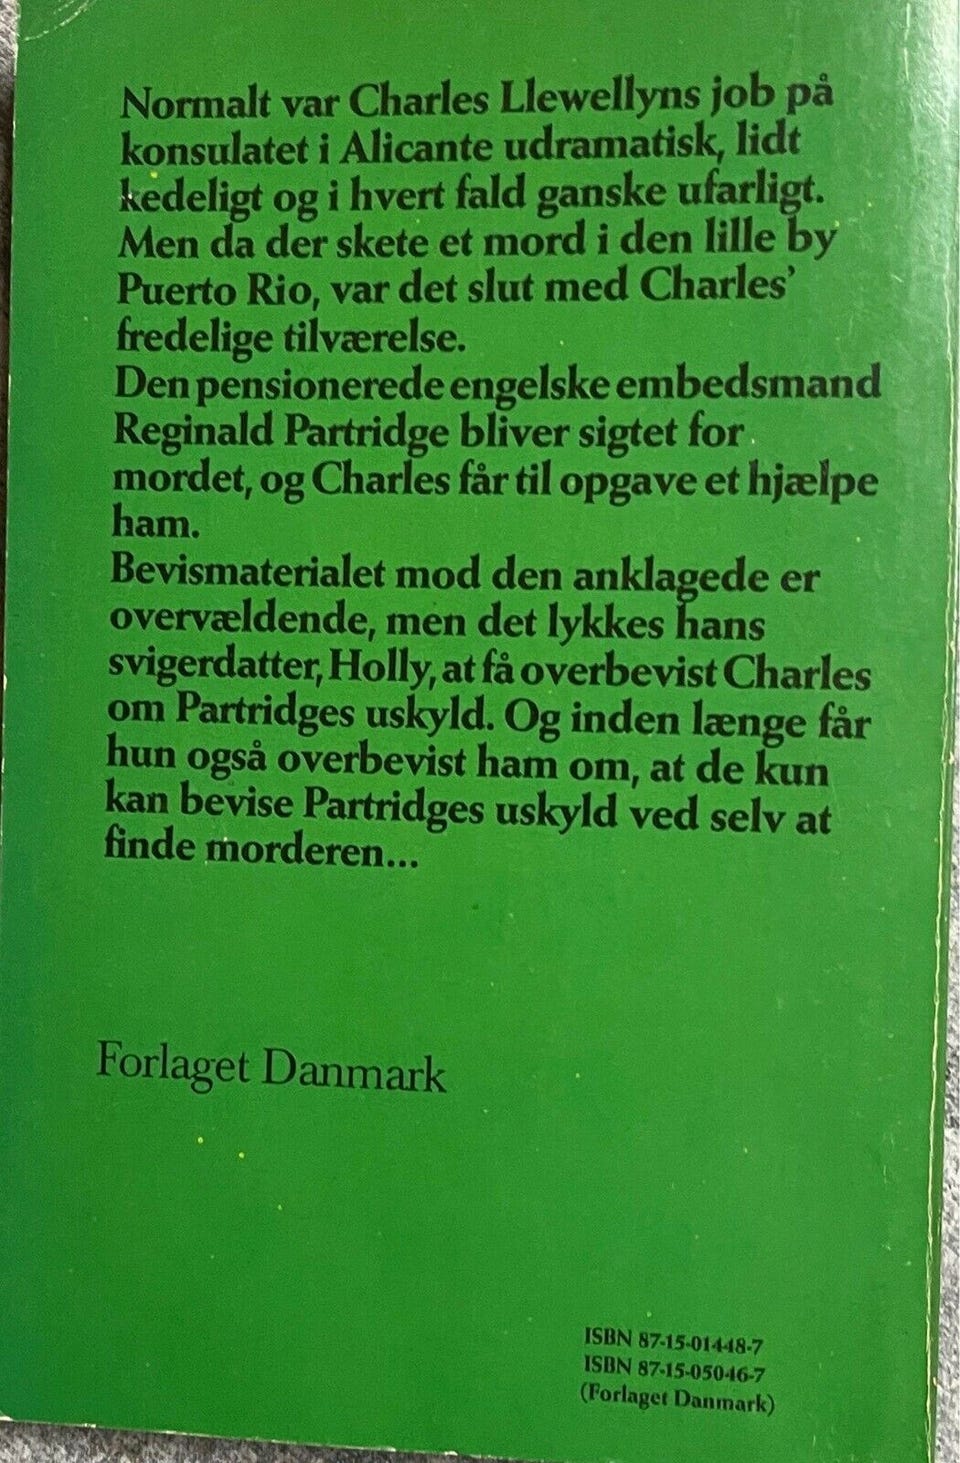 Normalt var Charles Llewellyns job på
konsulatet i Alicante udramatisk, lidt
kedeligt og i hvert fald ganske ufarligt.
Men da der skete et mord i den lille by
Puerto Rio, var det slut med Charles’
fredelige tilværelse.
Den pensionerede engelske embedsmand
Reginald Partridge bliver sigtet for
mordet, og Charles får til opgave et hjælpe
ham.
Bevismaterialet mod den anklagede er
overvældende, men det lykkes hans
svigerdatter, Holly, at få overbevist Charles
om Partridges uskyld. Og inden længe får
hun også overbevist ham om, at de kun
kan bevise Partridges uskyld ved selv at
finde morderen...
Forlaget Danmark
ISBN 87-15-01448-7
ISBN 87-15-05046-7
(Forlaget Danmark)